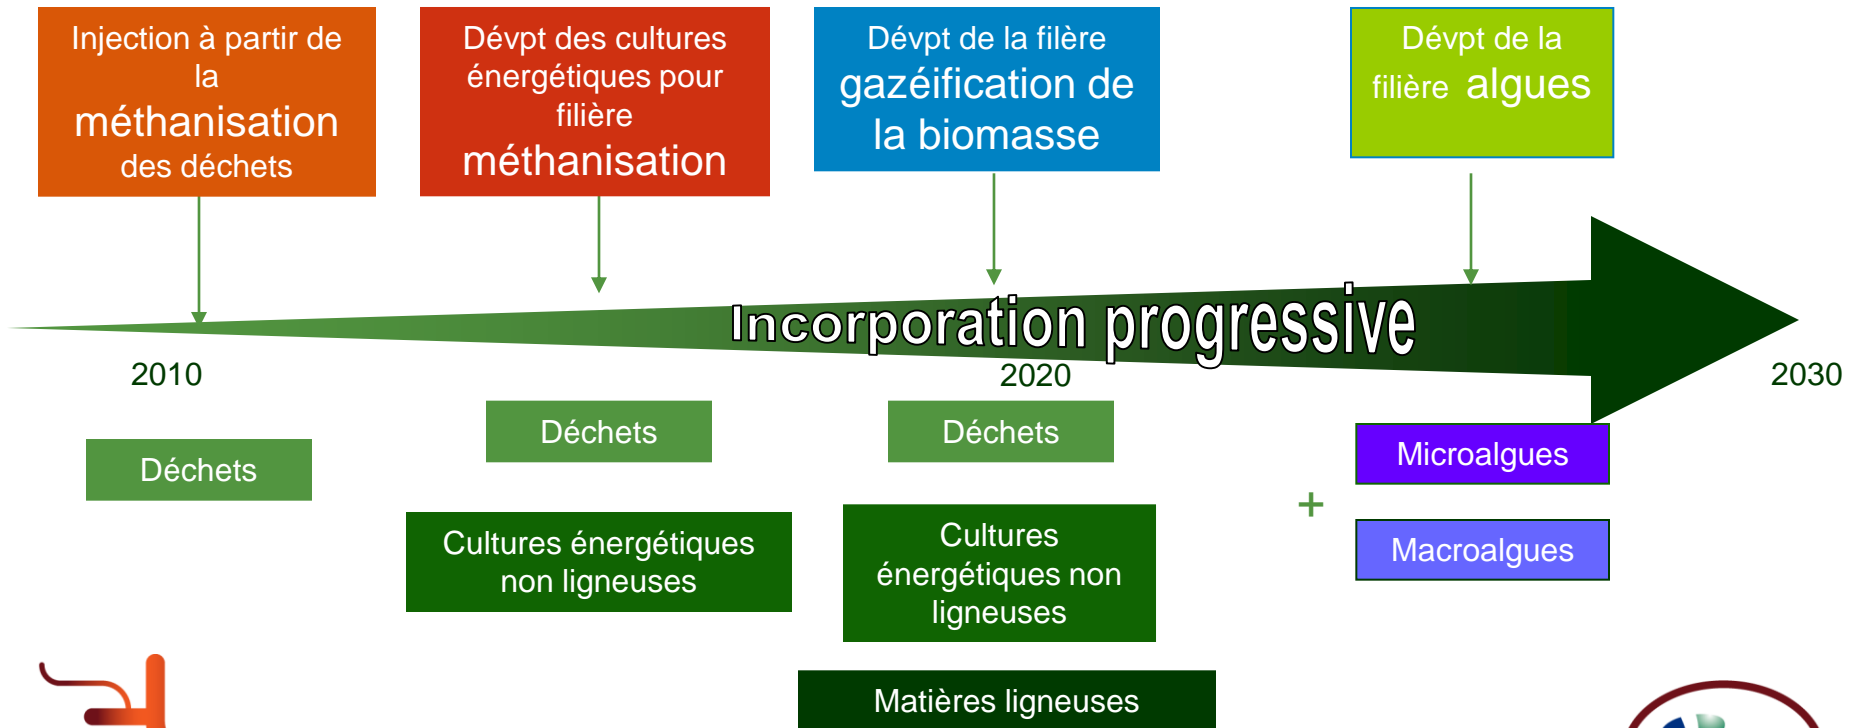 Injection à partir de
la
méthanisation
des déchets
Dévpt des cultures
énergétiques pour
filière
méthanisation
Dévpt de la filère
gazéification de
la biomasse
Dévpt de la
filière algues
Incorporation progressive
2010
2020
2030
Déchets
Déchets
Cultures énergétiques
non ligneuses
Déchets
Cultures
énergétiques non
ligneuses
Matières ligneuses
+
Microalgues
Macroalgues